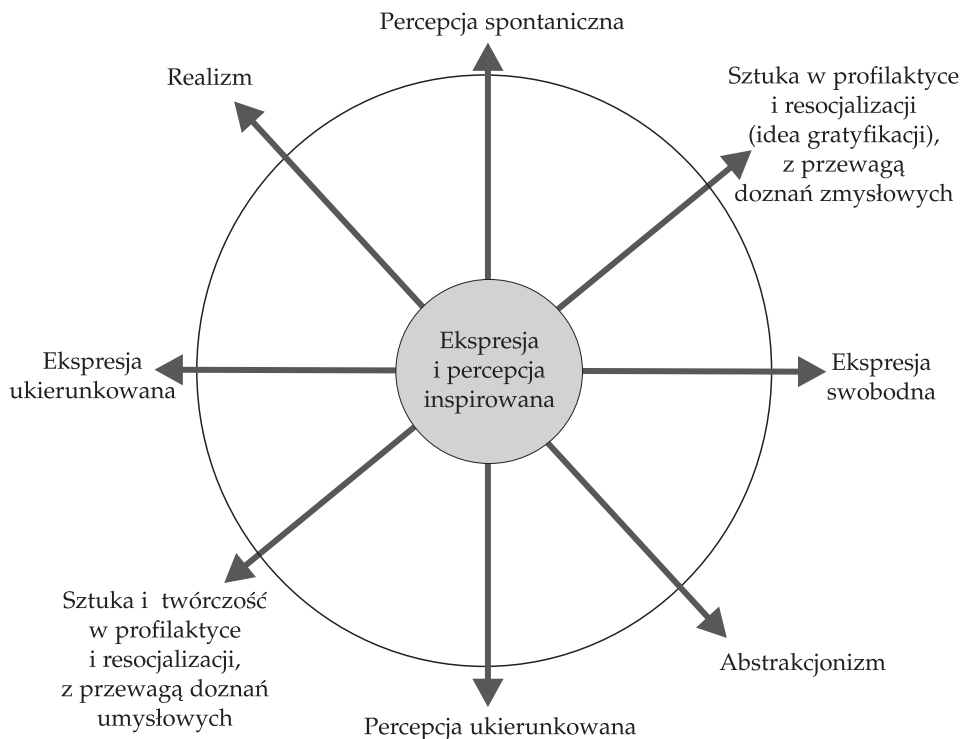 Percepcja spontaniczna
Realizm
Sztuka w profilaktyce
i resocjalizacji
(idea gratyfikacji),
z przewagą
doznań zmysłowych
Ekspresja
i percepcja
inspirowana
Ekspresja
ukierunkowana
Ekspresja
swobodna
Sztuka i twórczość
w profilaktyce
i resocjalizacji,
z przewagą doznań
umysłowych
Abstrakcjonizm
Percepcja ukierunkowana